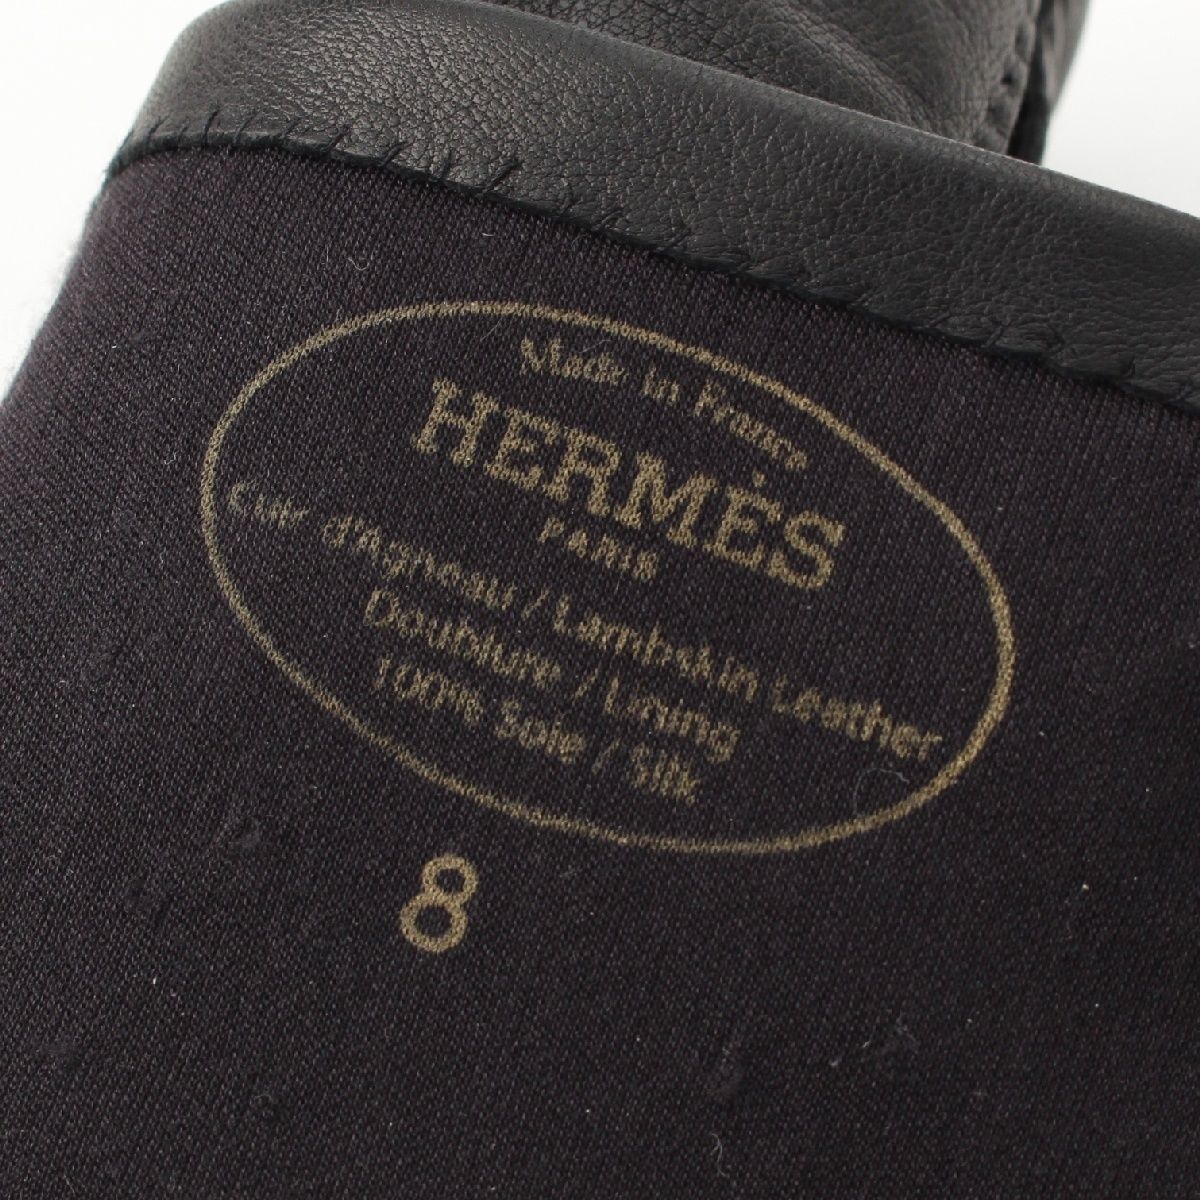 Made in France
HERMÈS
PARIS
Cuir d'Agneau / Lambskin Leather
Doublure / Lining
100% Soie / Silk
8